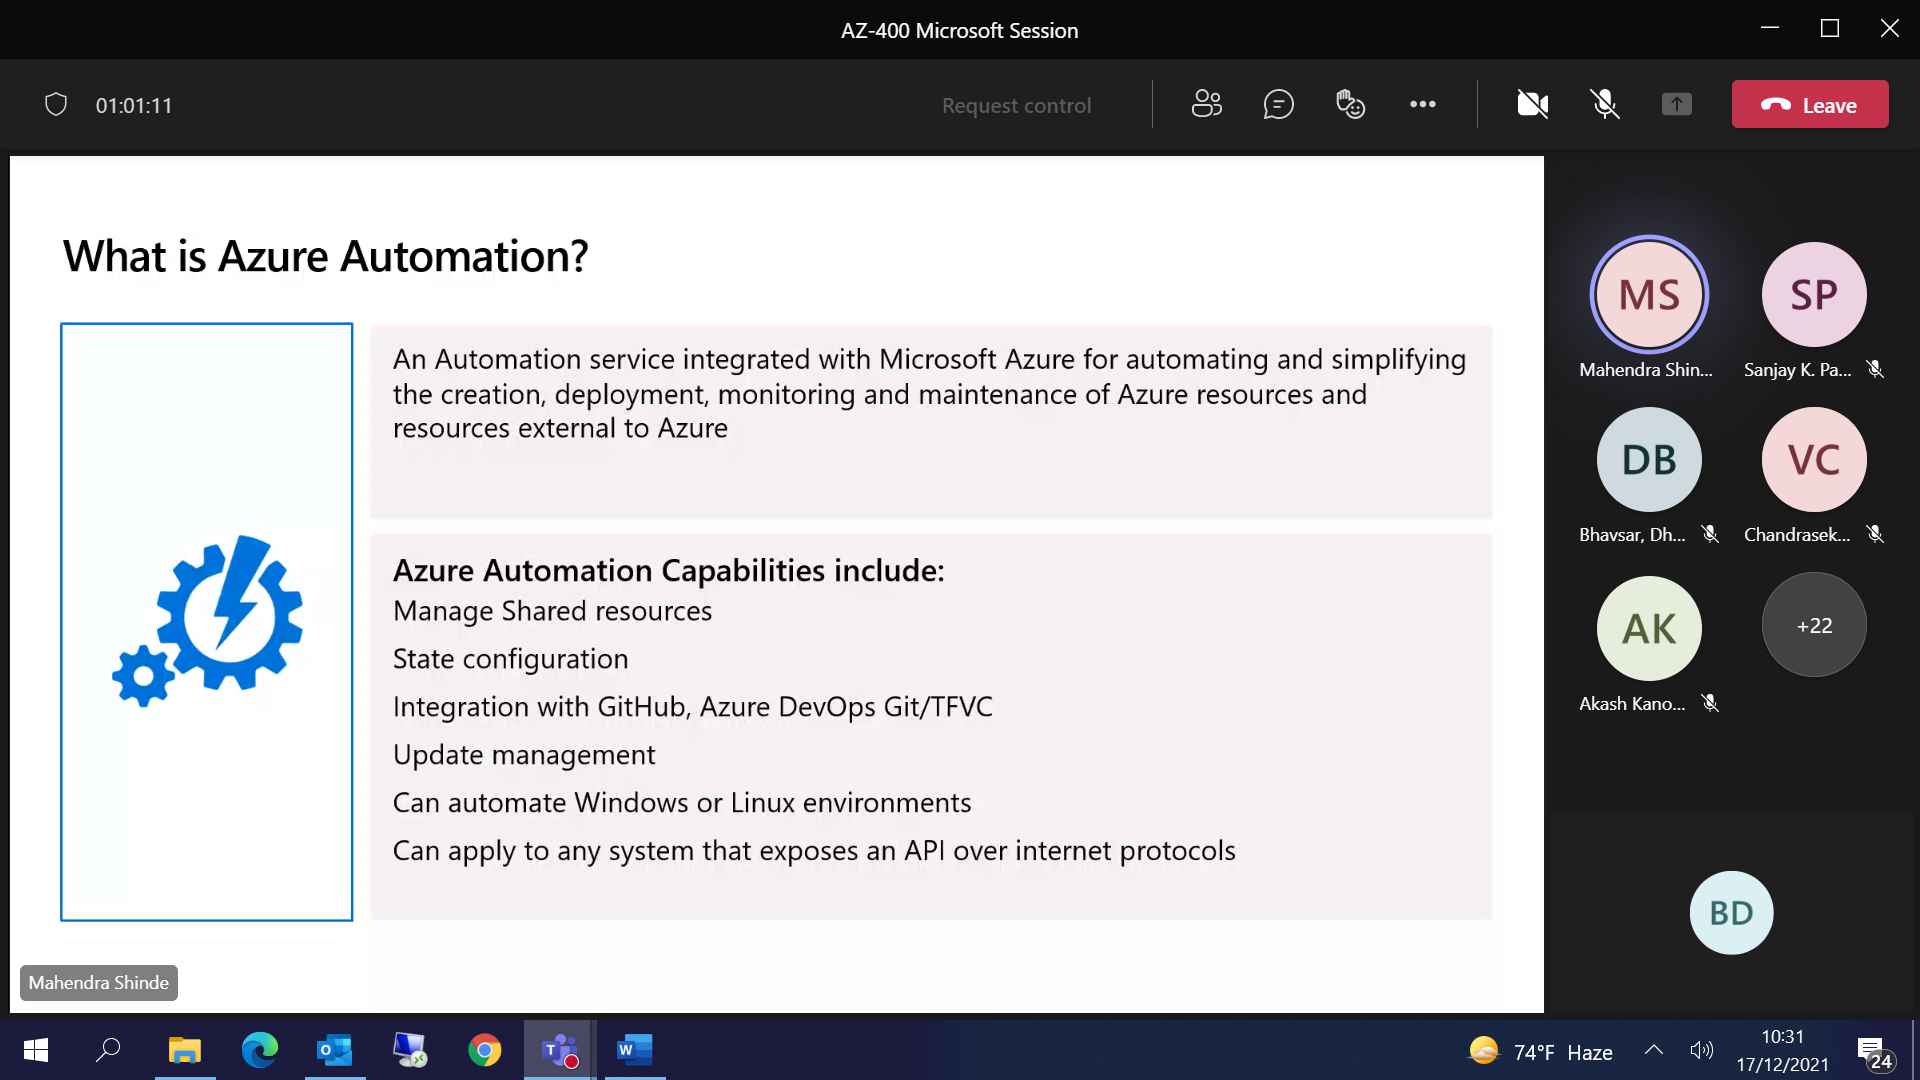 AZ-400 Microsoft Session
01:01:11
Request control
Leave
What is Azure Automation?
An Automation service integrated with Microsoft Azure for automating and simplifying
the creation, deployment, monitoring and maintenance of Azure resources and
resources external to Azure
Azure Automation Capabilities include:
Manage Shared resources
State configuration
Integration with GitHub, Azure DevOps Git/TFVC
Update management
Can automate Windows or Linux environments
Can apply to any system that exposes an API over internet protocols
Mahendra Shinde
MS
SP
Mahendra Shin...
Sanjay K. Pa...
DB
VC
Bhavsar, Dh...
Chandrasek...
AK
+22
Akash Kano...
BD
O
T
W
74°F Haze
10:31
17/12/2021
24